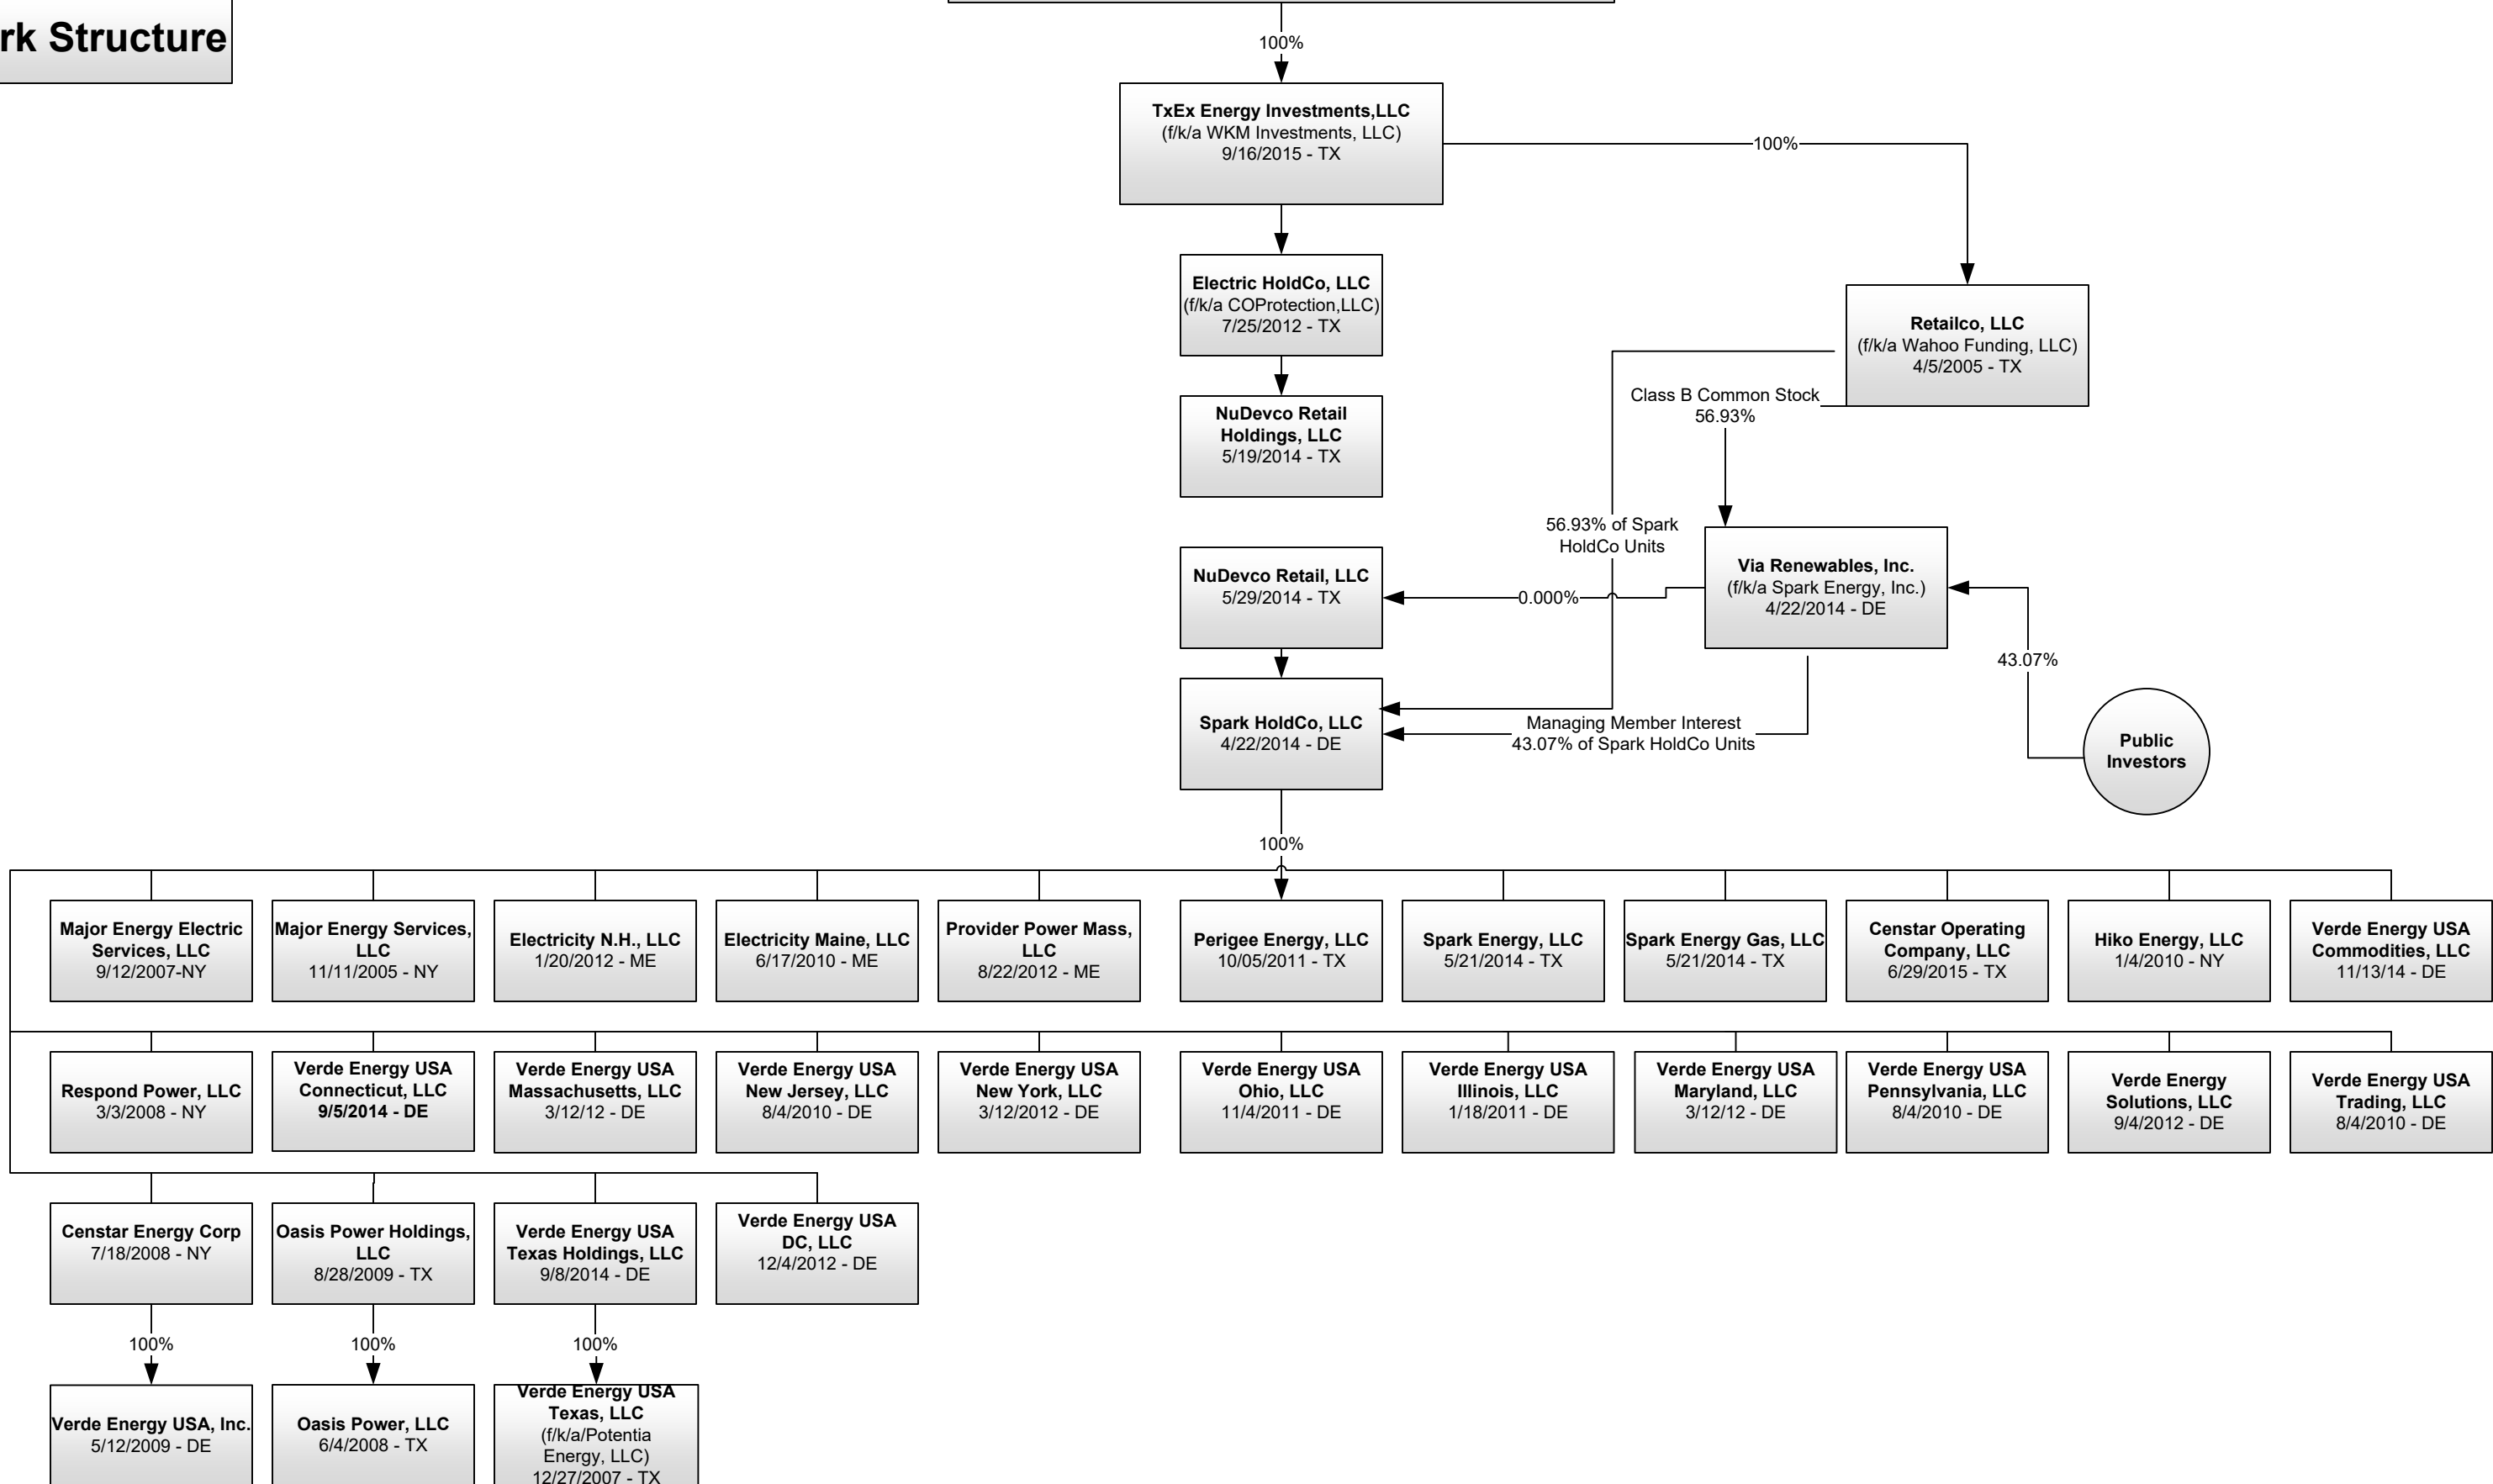 rk Structure
100%
TxEx Energy Investments,LLC
(f/k/a WKM Investments, LLC)
9/16/2015 - TX
100%
Electric HoldCo, LLC
(f/k/a COProtection,LLC)
7/25/2012 - TX
Retailco, LLC
(f/k/a Wahoo Funding, LLC)
4/5/2005 - TX
Class B Common Stock
56.93%
NuDevco Retail
Holdings, LLC
5/19/2014 - TX
56.93% of Spark
HoldCo Units
Via Renewables, Inc.
(f/k/a Spark Energy, Inc.)
4/22/2014 - DE
NuDevco Retail, LLC
5/29/2014 - TX
0.000%
43.07%
Spark HoldCo, LLC
4/22/2014 - DE
Managing Member Interest
43.07% of Spark HoldCo Units
Public
Investors
100%
Major Energy Electric
Services, LLC
9/12/2007-NY
Major Energy Services,
LLC
11/11/2005 - NY
Electricity N.H., LLC
1/20/2012 - ME
Electricity Maine, LLC
6/17/2010 - ME
Provider Power Mass,
LLC
8/22/2012 - ME
Perigee Energy, LLC
10/05/2011 - TX
Spark Energy, LLC
5/21/2014 - TX
Spark Energy Gas, LLC
5/21/2014 - TX
Censtar Operating
Company, LLC
6/29/2015 - TX
Hiko Energy, LLC
1/4/2010 - NY
Verde Energy USA
Commodities, LLC
11/13/14 - DE
Respond Power, LLC
3/3/2008 - NY
Verde Energy USA
Connecticut, LLC
9/5/2014 - DE
Verde Energy USA
Massachusetts, LLC
3/12/12 - DE
Verde Energy USA
New Jersey, LLC
8/4/2010 - DE
Verde Energy USA
New York, LLC
3/12/2012 - DE
Verde Energy USA
Ohio, LLC
11/4/2011 - DE
Verde Energy USA
Illinois, LLC
1/18/2011 - DE
Verde Energy USA
Maryland, LLC
3/12/12 - DE
Verde Energy USA
Pennsylvania, LLC
8/4/2010 - DE
Verde Energy
Solutions, LLC
9/4/2012 - DE
Verde Energy USA
Trading, LLC
8/4/2010 - DE
Censtar Energy Corp
7/18/2008 - NY
Oasis Power Holdings,
LLC
8/28/2009 - TX
Verde Energy USA
Texas Holdings, LLC
9/8/2014 - DE
Verde Energy USA
DC, LLC
12/4/2012 - DE
100%
100%
100%
Verde Energy USA, Inc.
5/12/2009 - DE
Oasis Power, LLC
6/4/2008 - TX
Verde Energy USA
Texas, LLC
(f/k/a/Potentia
Energy, LLC)
12/27/2007 - TX